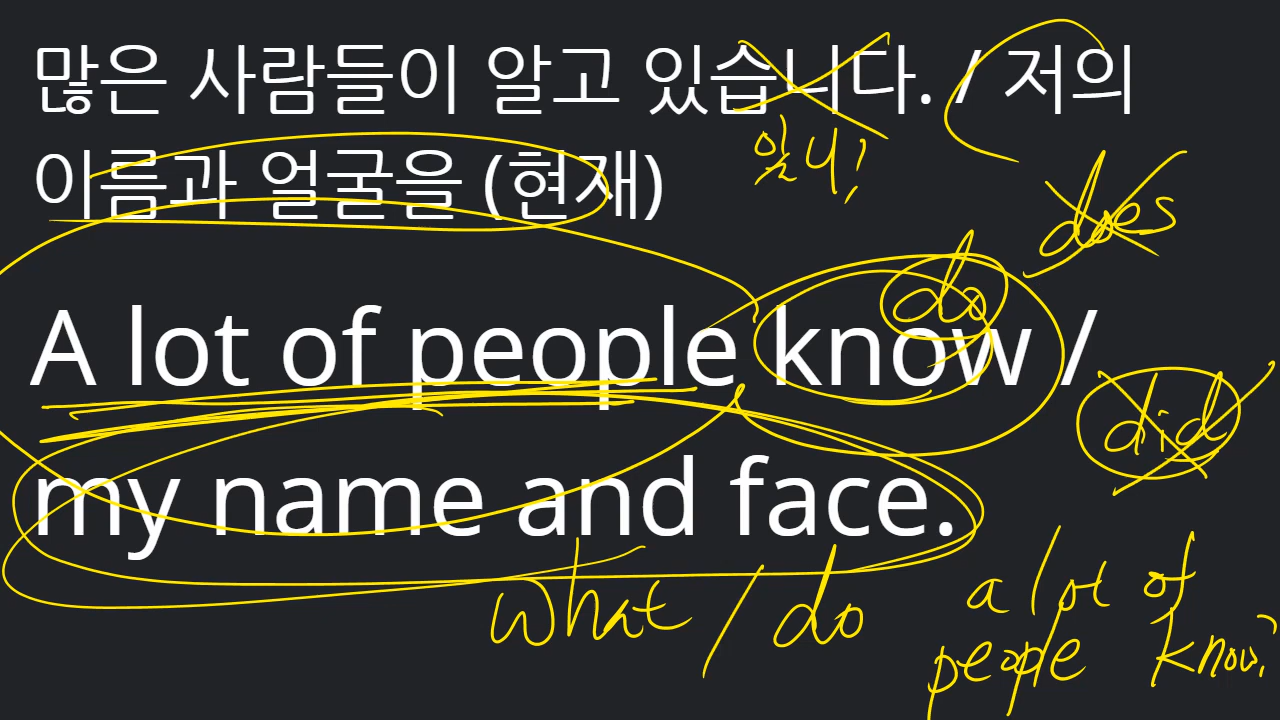 많은 사람들이 알고 있습니다. / 저의
이름과 얼굴을 (현재)
A lot of people know /
my name and face.
does
do
did
what / do
a lot of
people know?